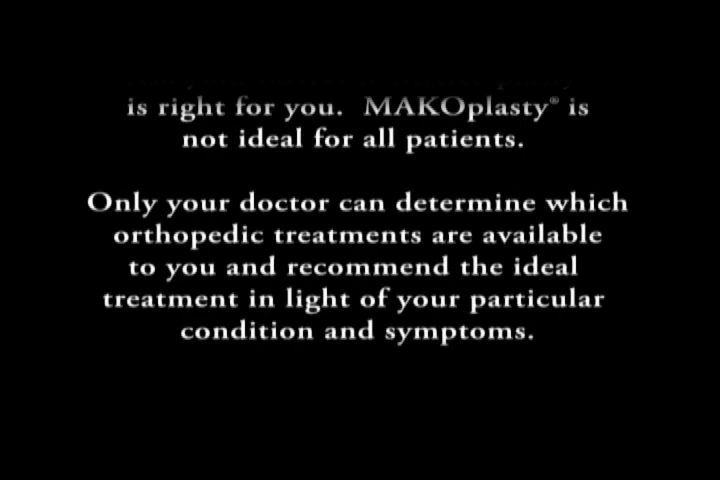 is right for you. MAKOplasty® is
not ideal for all patients.
Only your doctor can determine which
orthopedic treatments are available
to you and recommend the ideal
treatment in light of your particular
condition and symptoms.